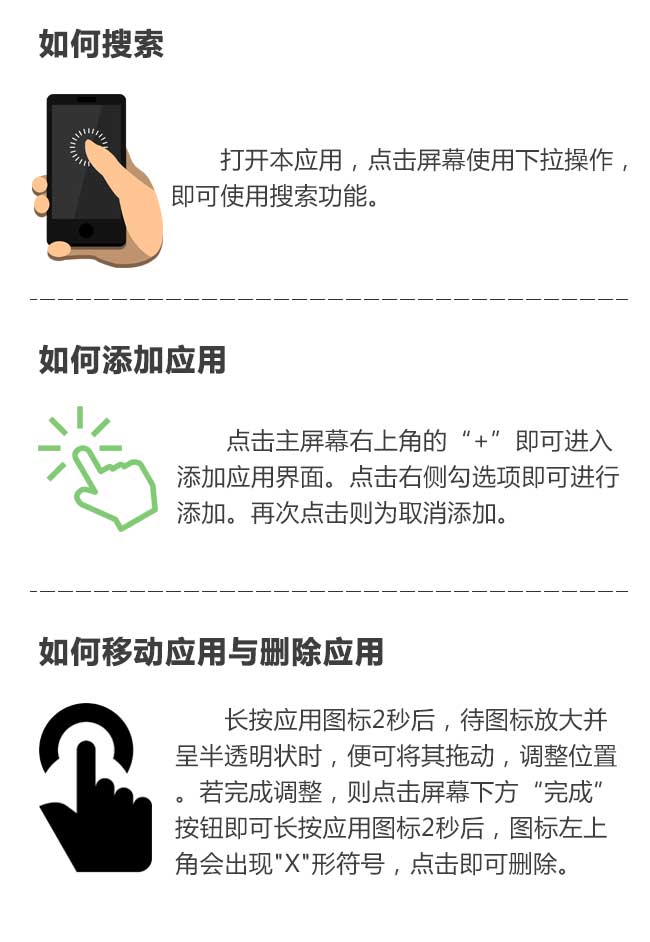 如何搜索
打开本应用，点击屏幕使用下拉操作，
即可使用搜索功能。
如何添加应用
点击主屏幕右上角的“+”即可进入
添加应用界面。点击右侧勾选项即可进行
添加。再次点击则为取消添加。
如何移动应用与删除应用
长按应用图标2秒后，待图标放大并
呈半透明状时，便可将其拖动，调整位置
。若完成调整，则点击屏幕下方“完成”
按钮即可长按应用图标2秒后，图标左上
角会出现"X"形符号，点击即可删除。